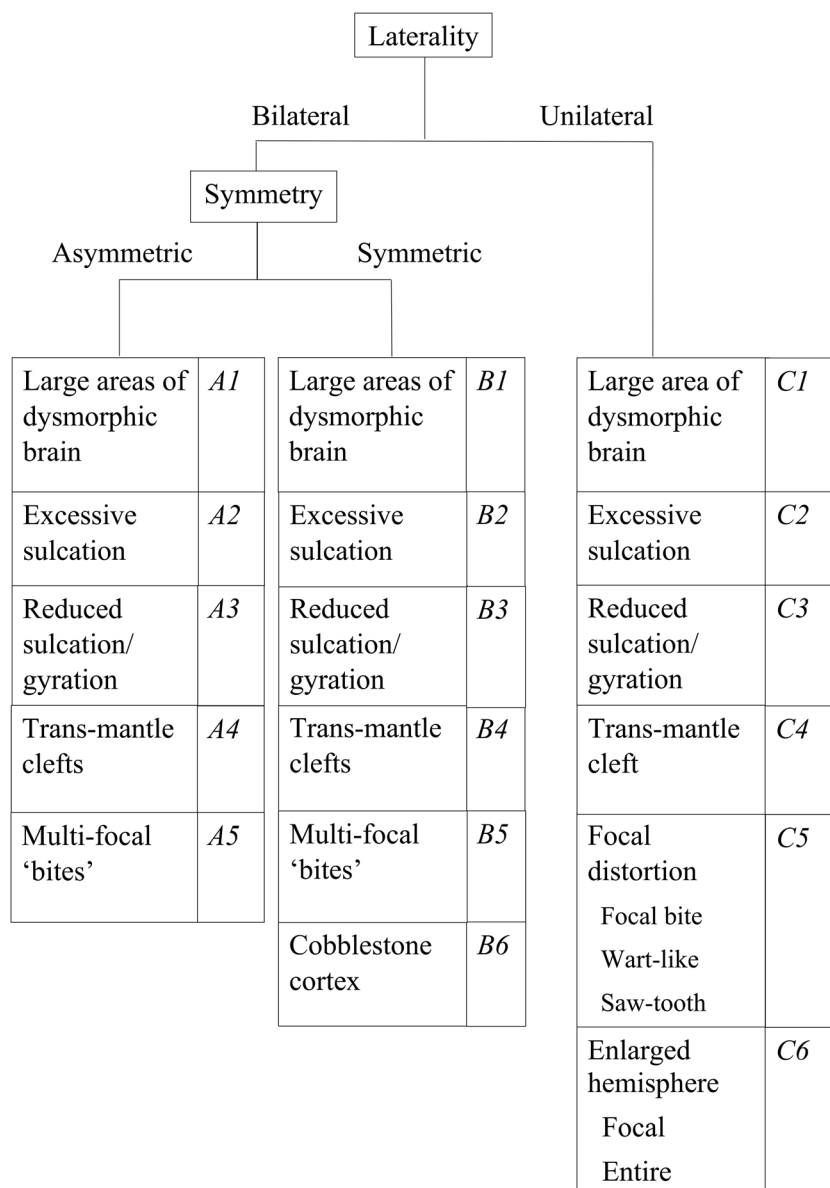 Laterality
Bilateral
Unilateral
Symmetry
Asymmetric
Symmetric
Large areas of
dysmorphic
brain
A1
Excessive
sulcation
A2
Reduced
sulcation/
gyration
A3
Trans-mantle
clefts
A4
Multi-focal
‘bites’
A5
Large areas of
dysmorphic
brain
B1
Excessive
sulcation
B2
Reduced
sulcation/
gyration
B3
Trans-mantle
clefts
B4
Multi-focal
‘bites’
B5
Cobblestone
cortex
B6
Large area of
dysmorphic
brain
C1
Excessive
sulcation
C2
Reduced
sulcation/
gyration
C3
Trans-mantle
cleft
C4
Focal
distortion
Focal bite
Wart-like
Saw-tooth
C5
Enlarged
hemisphere
Focal
Entire
C6